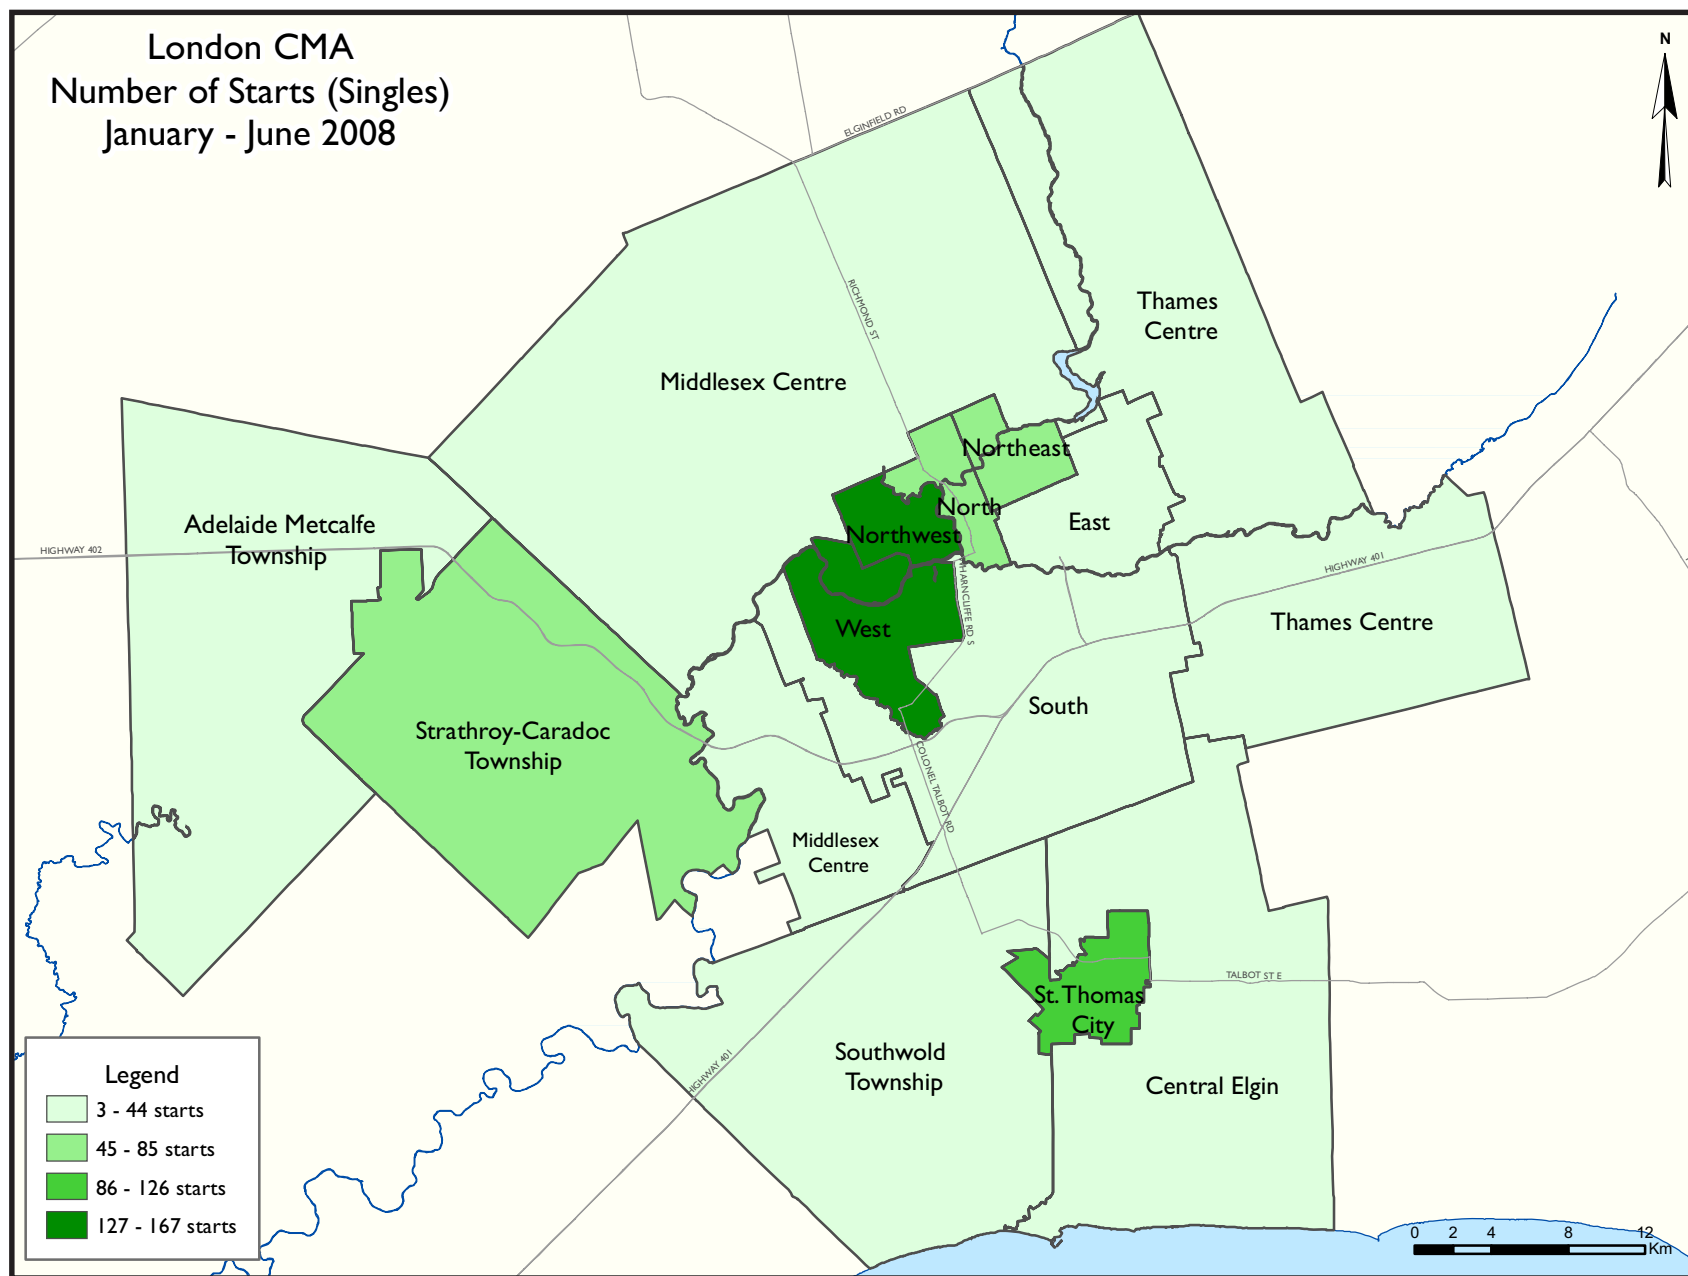 London CMA
Number of Starts (Singles)
January - June 2008
N
ELGINFIELD RD
RICHMOND ST
Thames
Centre
Middlesex Centre
Northeast
North
Northwest
East
Adelaide Metcalfe
Township
HIGHWAY 402
HIGHWAY 401
WHARNCLIFFE RD S
West
Thames Centre
South
Strathroy-Caradoc
Township
COLONEL TALBOT RD
Middlesex
Centre
St. Thomas
City
TALBOT ST E
Southwold
Township
HIGHWAY 401
Central Elgin
Legend
3 - 44 starts
45 - 85 starts
86 - 126 starts
127 - 167 starts
0 2 4 8 12
Km